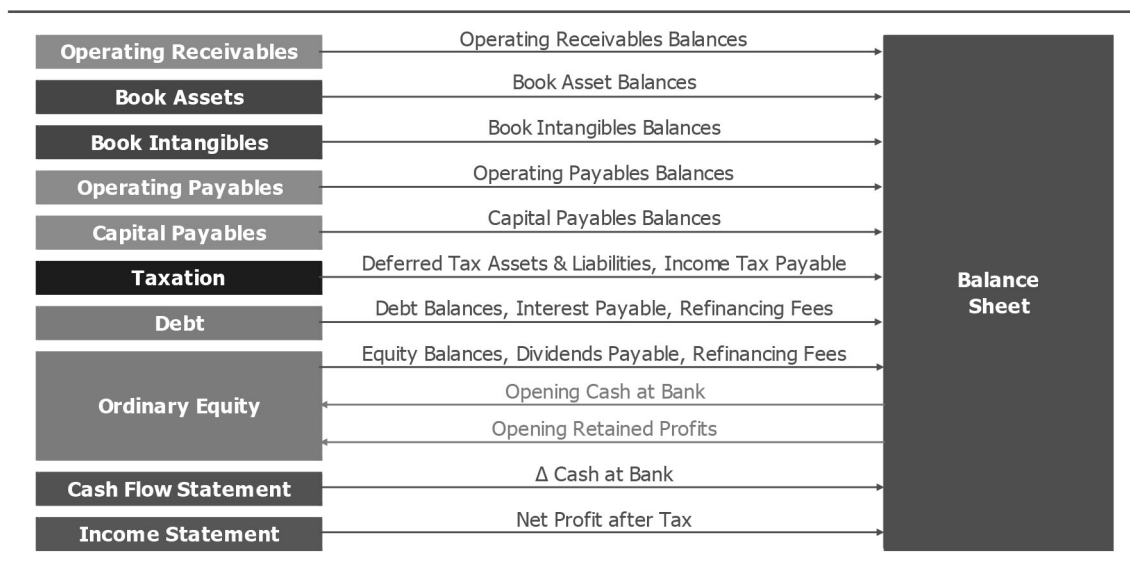 Operating Receivables
Operating Receivables Balances
Book Assets
Book Asset Balances
Book Intangibles
Book Intangibles Balances
Operating Payables
Operating Payables Balances
Capital Payables
Capital Payables Balances
Taxation
Deferred Tax Assets & Liabilities, Income Tax Payable
Debt
Debt Balances, Interest Payable, Refinancing Fees
Ordinary Equity
Equity Balances, Dividends Payable, Refinancing Fees
Opening Cash at Bank
Opening Retained Profits
Cash Flow Statement
Δ Cash at Bank
Income Statement
Net Profit after Tax
Balance
Sheet